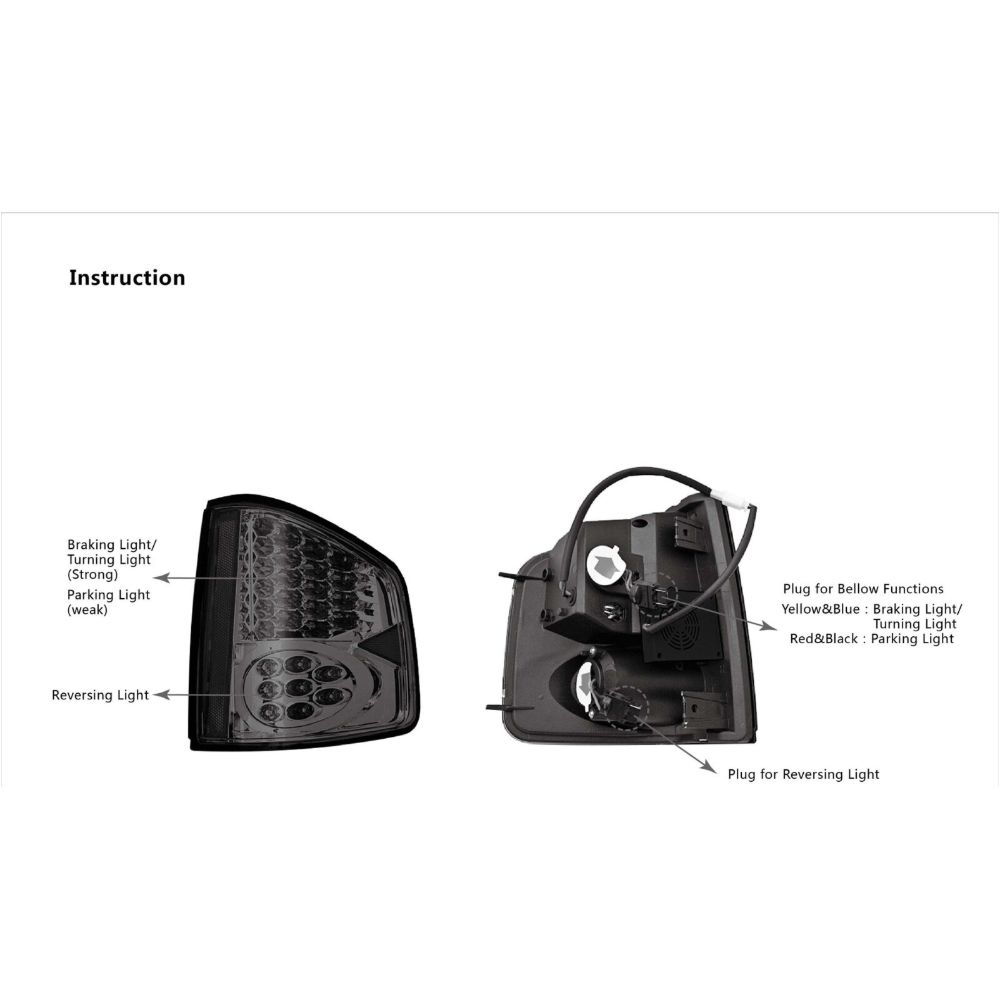 Instruction
Braking Light/
Turning Light
(Strong)
Parking Light
(weak)
Reversing Light
Plug for Bellow Functions
Yellow&Blue : Braking Light/
Turning Light
Red&Black : Parking Light
Plug for Reversing Light